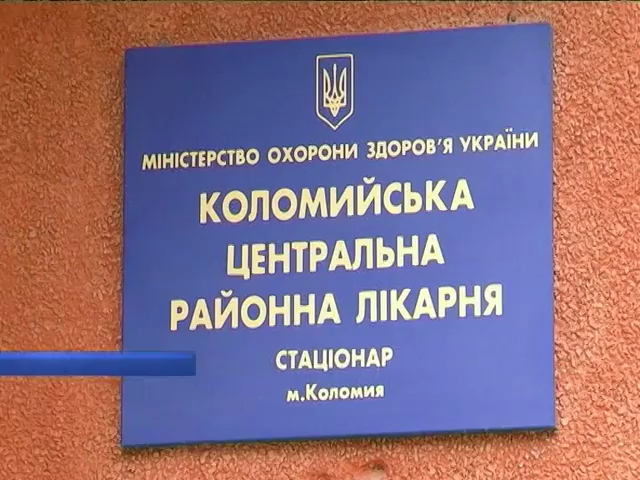 МІНІСТЕРСТВО ОХОРОНИ ЗДОРОВ'Я УКРАЇНИ
КОЛОМИЙСЬКА
ЦЕНТРАЛЬНА
РАЙОННА ЛІКАРНЯ
СТАЦІОНАР
м.Коломия